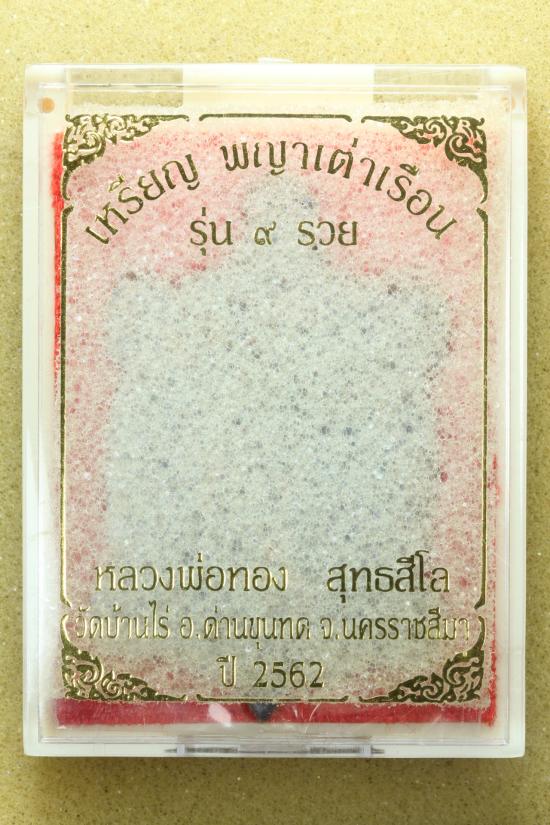 เหรียญ พญาเต่าเรือน
รุ่น ๙ รวย
หลวงพ่อทอง สุทธสีโล
วัดบ้านไร่ อ.ด่านขุนทด จ.นครราชสีมา
ปี 2562